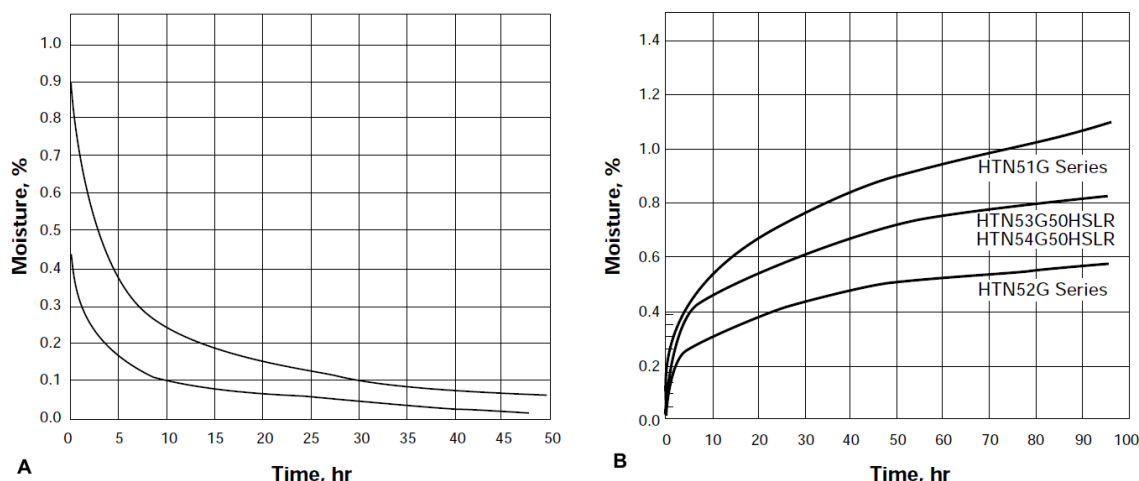 1.0
0.9
0.8
0.7
0.6
0.5
0.4
0.3
0.2
0.1
0.0
Moisture, %
0 5 10 15 20 25 30 35 40 45 50
Time, hr
A
1.4
1.2
1.0
0.8
0.6
0.4
0.2
0.0
Moisture, %
HTN51G Series
HTN53G50HSLR
HTN54G50HSLR
HTN52G Series
0 10 20 30 40 50 60 70 80 90 100
Time, hr
B